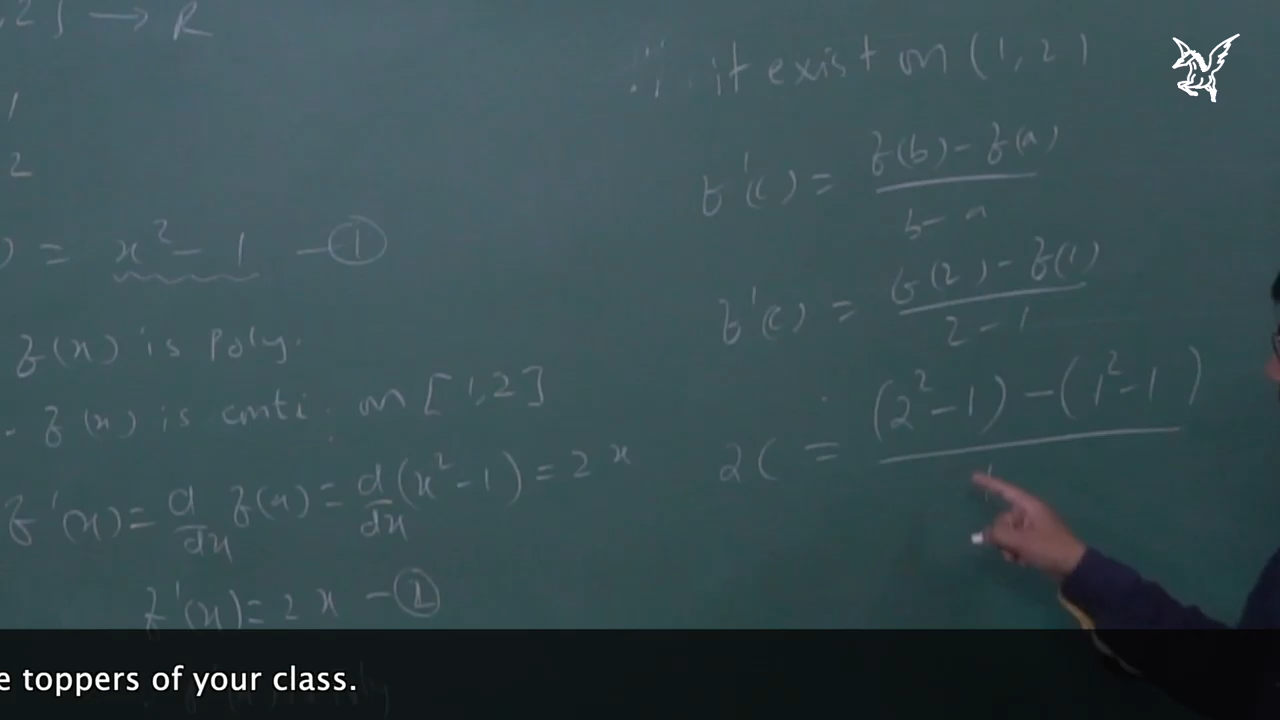 , 2] → R
1
2
) = x² - 1 - ①
f(x) is Poly.
f(x) is conti. on [1,2]
f'(x) = d/dx f(x) = d/dx (x² - 1) = 2x
f'(x) = 2x - ②
∴ it exist on (1, 2)
f'(c) = f(b) - f(a) / b - a
f'(c) = f(2) - f(1) / 2 - 1
2C = (2² - 1) - (1² - 1) / 1
e toppers of your class.